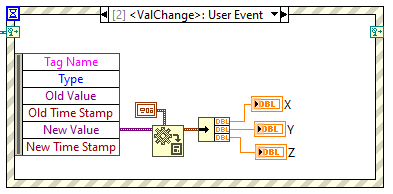 [2] <ValChange>: User Event
Tag Name
Type
Old Value
Old Time Stamp
New Value
New Time Stamp
DBL
DBL
DBL
DBL X
DBL Y
DBL Z